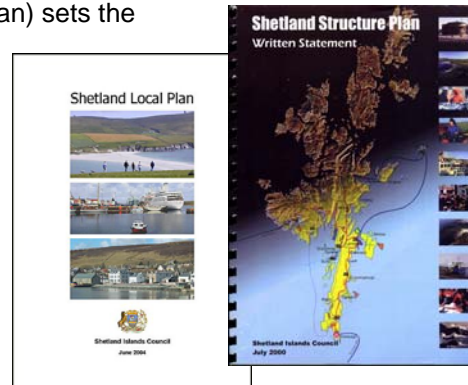 an) sets the
Shetland Local Plan
Shetland Islands Council
June 2004
Shetland Structure Plan
Written Statement
Shetland Islands Council
July 2000